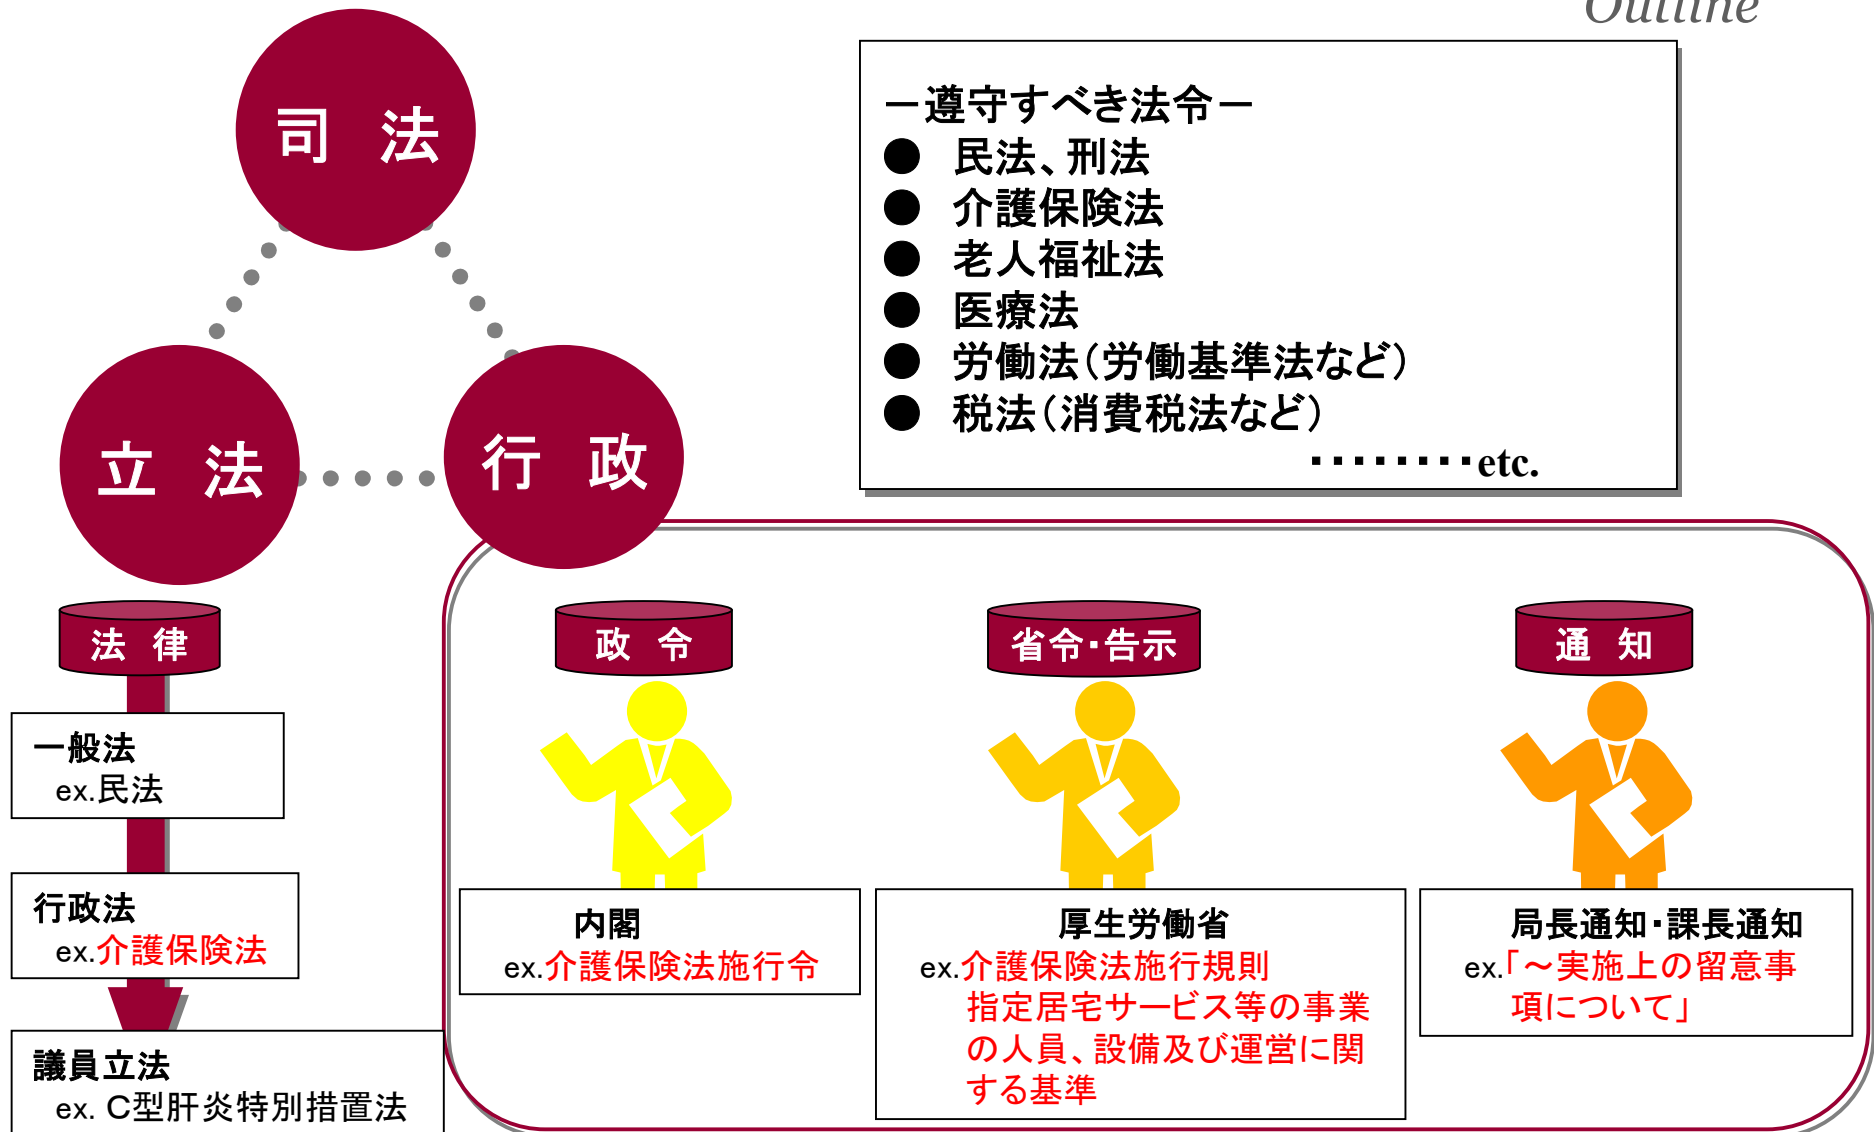 Outline
司　法
立　法
行　政
－遵守すべき法令－
●　民法、刑法
●　介護保険法
●　老人福祉法
●　医療法
●　労働法（労働基準法など）
●　税法（消費税法など）
・・・・・・・・etc.
法　律
一般法
ex.民法
行政法
ex.介護保険法
議員立法
ex. C型肝炎特別措置法
政　令
内閣
ex.介護保険法施行令
省令・告示
厚生労働省
ex.介護保険法施行規則
指定居宅サービス等の事業
の人員、設備及び運営に関
する基準
通　知
局長通知・課長通知
ex.「～実施上の留意事
項について」